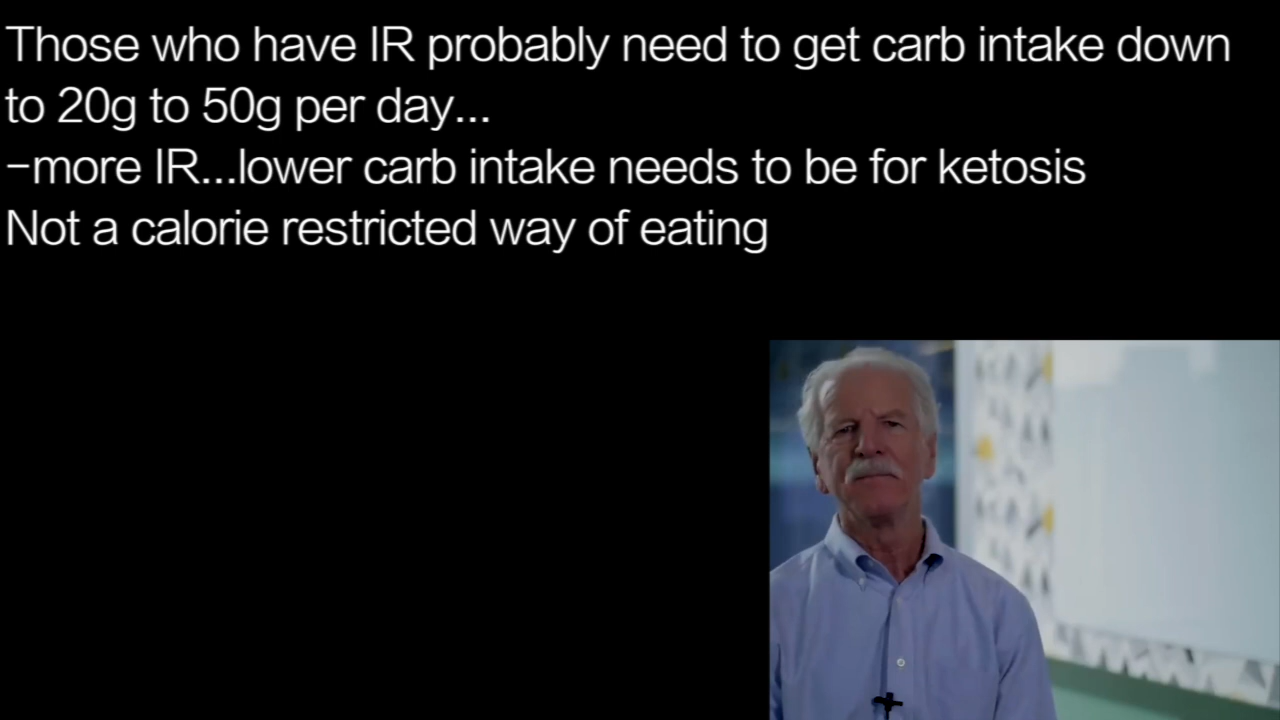 Those who have IR probably need to get carb intake down
to 20g to 50g per day...
-more IR...lower carb intake needs to be for ketosis
Not a calorie restricted way of eating